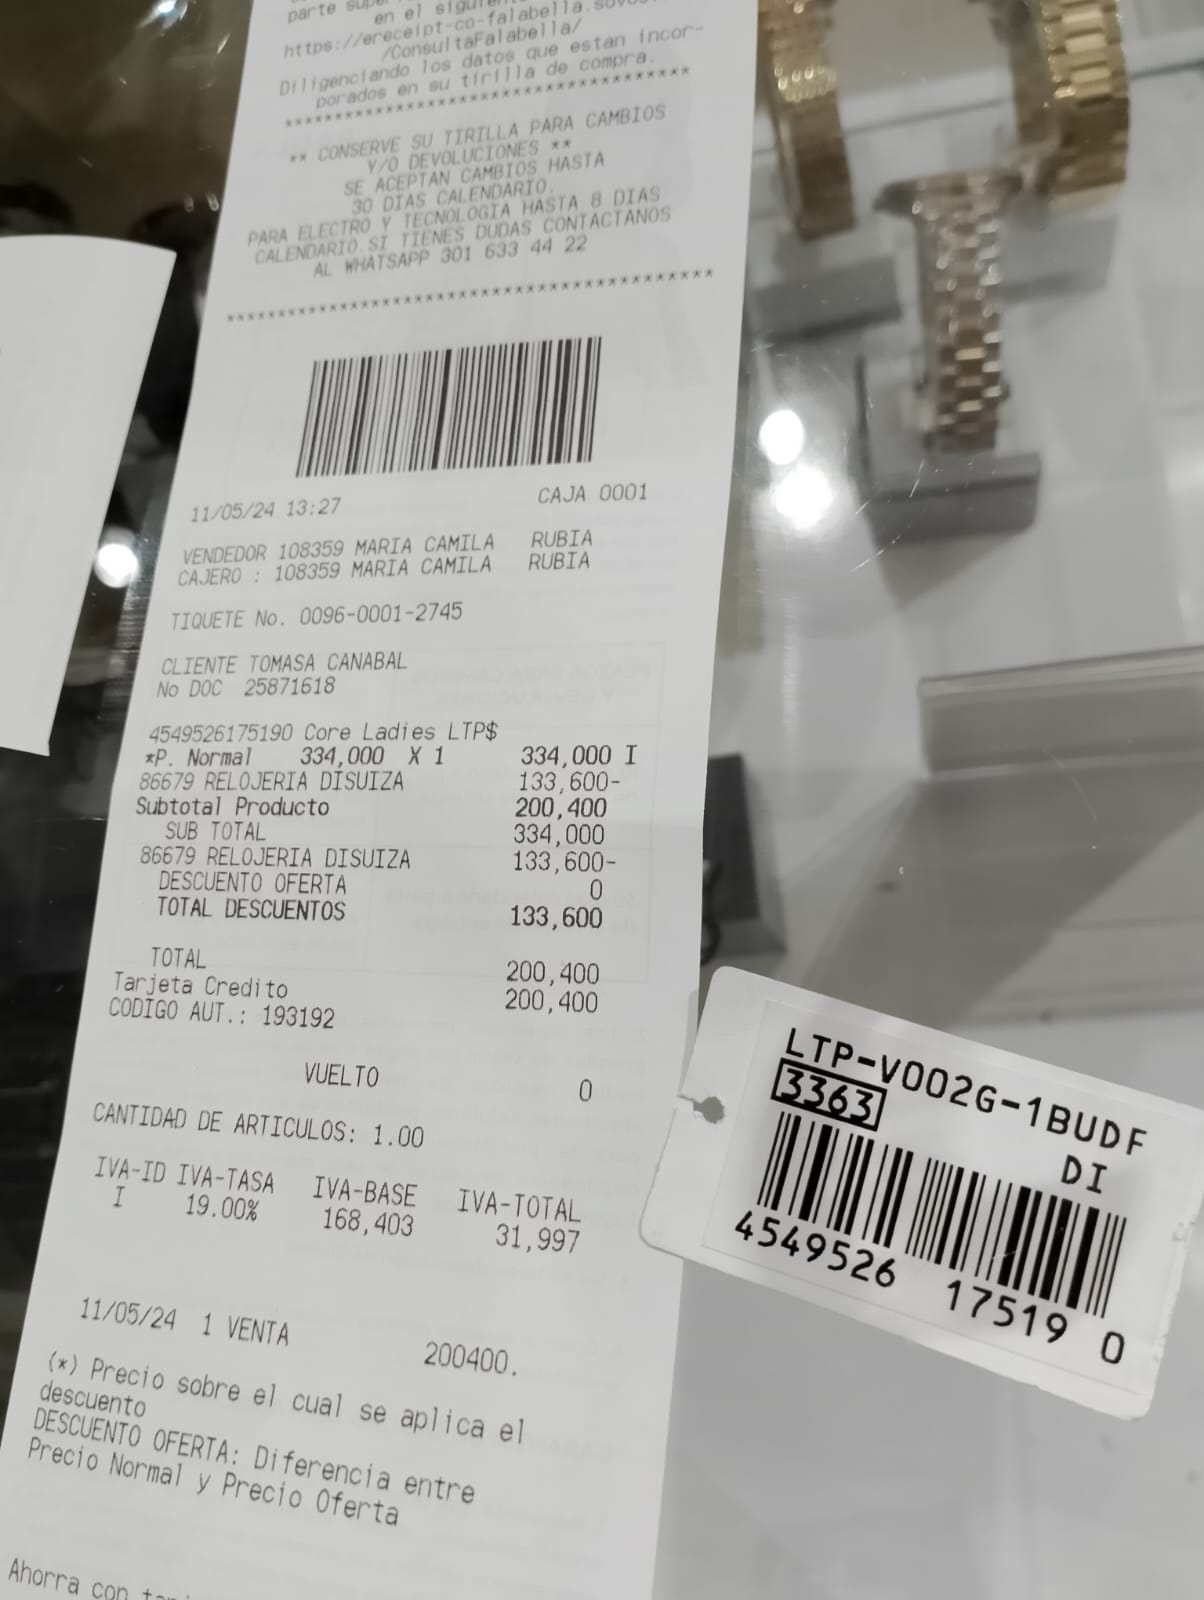 parte
en el siguiente
https://ereceipt-co-falabella.sovos.
/ConsultaFalabella/
Diligenciando los datos que estan incor-
porados en su tirilla de compra.
****************************************
** CONSERVE SU TIRILLA PARA CAMBIOS
Y/O DEVOLUCIONES **
SE ACEPTAN CAMBIOS HASTA
30 DIAS CALENDARIO.
PARA ELECTRO Y TECNOLOGIA HASTA 8 DIAS
CALENDARIO.SI TIENES DUDAS CONTACTANOS
AL WHATSAPP 301 633 44 22
****************************************
11/05/24 13:27 CAJA 0001
VENDEDOR 108359 MARIA CAMILA RUBIA
CAJERO : 108359 MARIA CAMILA RUBIA
TIQUETE No. 0096-0001-2745
CLIENTE TOMASA CANABAL
No DOC 25871618
4549526175190 Core Ladies LTP$
*P. Normal 334,000 X 1 334,000 I
86679 RELOJERIA DISUIZA 133,600-
Subtotal Producto 200,400
SUB TOTAL 334,000
86679 RELOJERIA DISUIZA 133,600-
DESCUENTO OFERTA 0
TOTAL DESCUENTOS 133,600
TOTAL 200,400
Tarjeta Credito 200,400
CODIGO AUT.: 193192
VUELTO 0
CANTIDAD DE ARTICULOS: 1.00
IVA-ID IVA-TASA IVA-BASE IVA-TOTAL
I 19.00% 168,403 31,997
11/05/24 1 VENTA 200400.
(*) Precio sobre el cual se aplica el
descuento
DESCUENTO OFERTA: Diferencia entre
Precio Normal y Precio Oferta
Ahorra con
LTP-V002G-1BUDF
3363 DI
4549526 17519 0